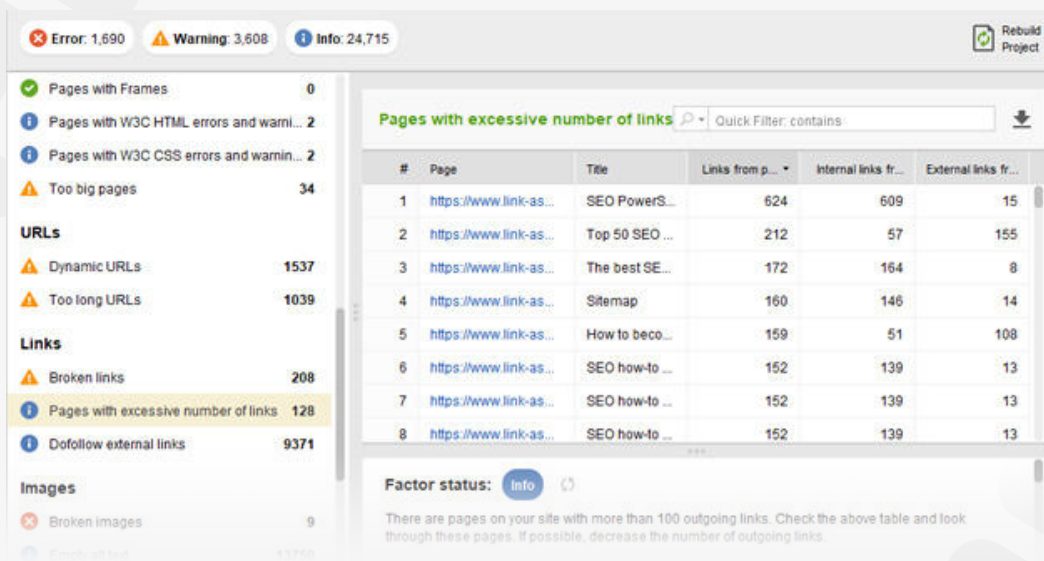 Error: 1,690 Warning: 3,608 Info: 24,715
Rebuild
Project
Pages with Frames 0
Pages with W3C HTML errors and warni... 2
Pages with W3C CSS errors and warnin... 2
Too big pages 34
URLs
Dynamic URLs 1537
Too long URLs 1039
Links
Broken links 208
Pages with excessive number of links 128
Dofollow external links 9371
Images
Broken images 9
Empty alt text 13750
Pages with excessive number of links Quick Filter: contains
# Page Title Links from p... Internal links fr... External links fr...
1 https://www.link-as... SEO PowerS... 624 609 15
2 https://www.link-as... Top 50 SEO ... 212 57 155
3 https://www.link-as... The best SE... 172 164 8
4 https://www.link-as... Sitemap 160 146 14
5 https://www.link-as... How to beco... 159 51 108
6 https://www.link-as... SEO how-to ... 152 139 13
7 https://www.link-as... SEO how-to ... 152 139 13
8 https://www.link-as... SEO how-to ... 152 139 13
Factor status: Info
There are pages on your site with more than 100 outgoing links. Check the above table and look
through these pages. If possible, decrease the number of outgoing links.